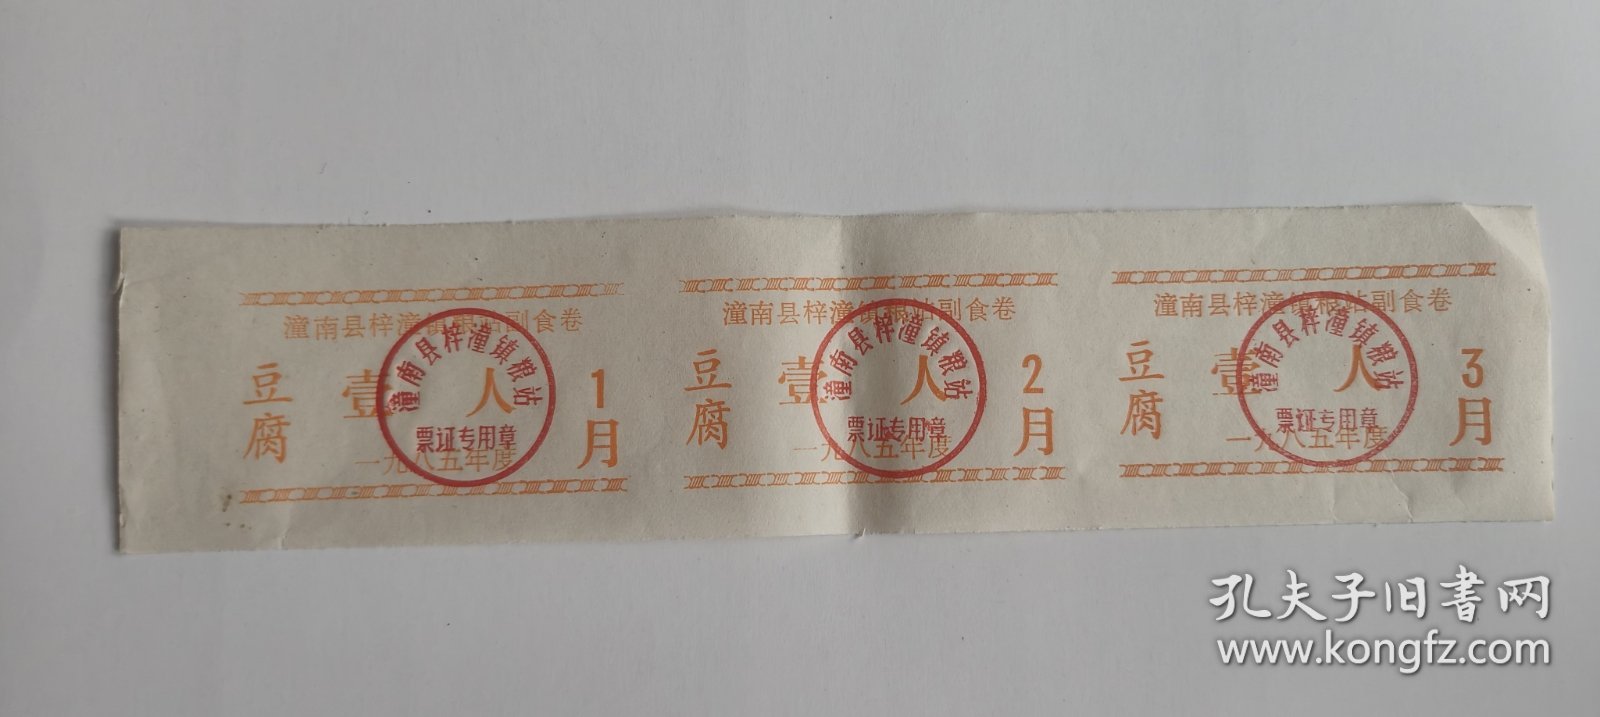 潼南县梓潼镇粮站副食卷
豆腐
壹人
1月
一九八五年度
潼南县梓潼镇粮站
票证专用章
潼南县梓潼镇粮站副食卷
豆腐
壹人
2月
一九八五年度
潼南县梓潼镇粮站
票证专用章
潼南县梓潼镇粮站副食卷
豆腐
壹人
3月
一九八五年度
潼南县梓潼镇粮站
票证专用章
孔夫子旧書网
www.kongfz.com